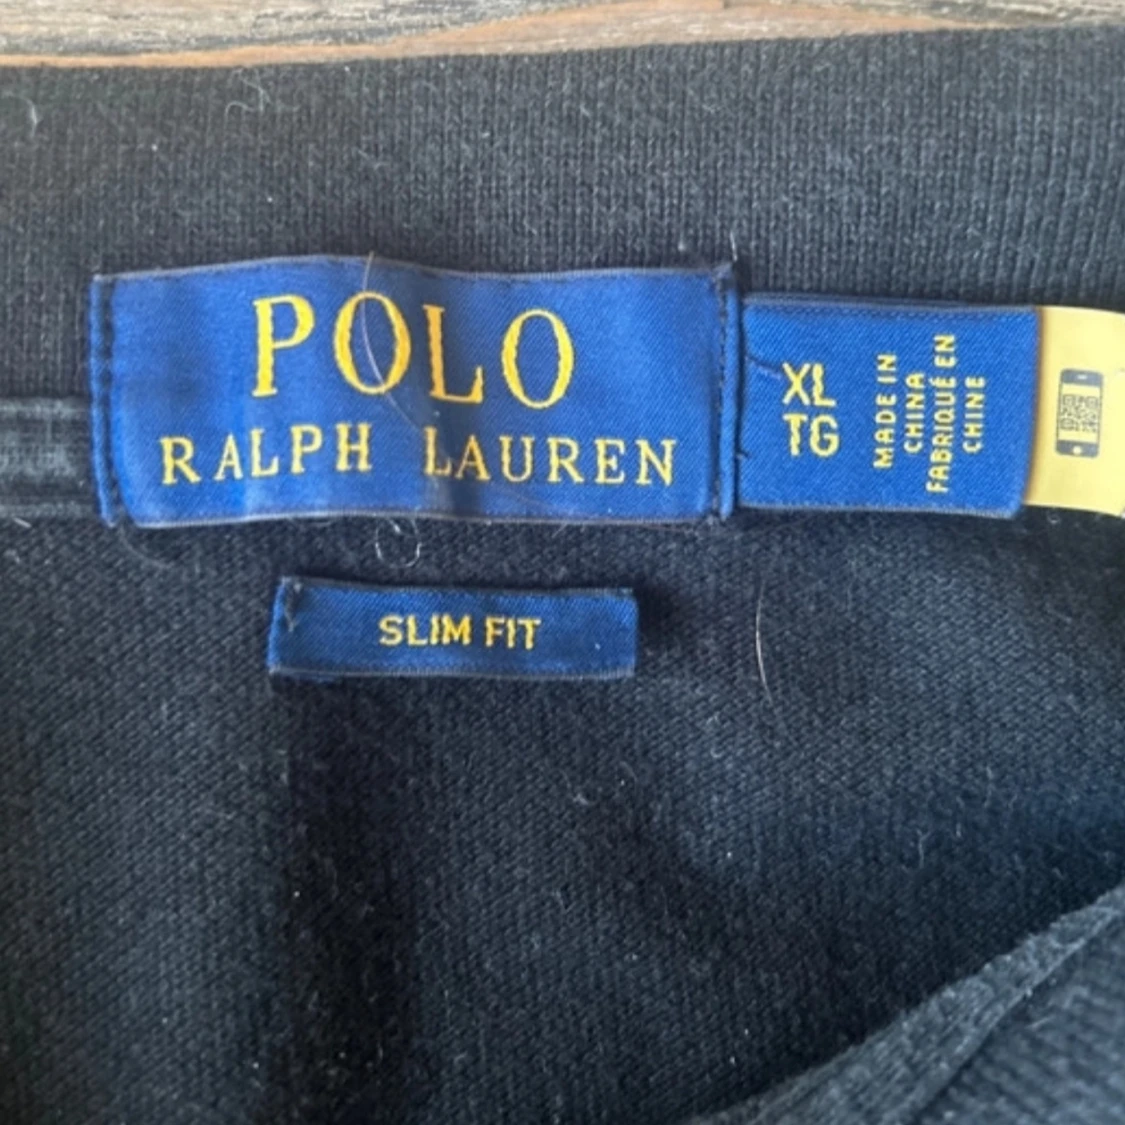 POLO
RALPH LAUREN
XL
TG
MADE IN
CHINA
FABRIQUÉ EN
CHINE
SLIM FIT